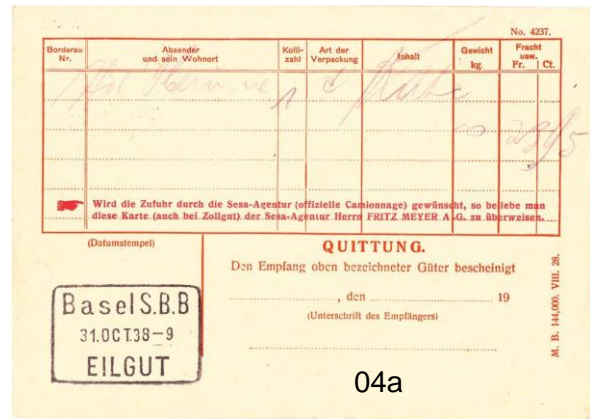 No. 4237.
Borderau Nr. Absender und sein Wohnort Kolli-zahl Art der Verpackung Inhalt Gewicht kg. Fracht usw. Fr. Ct.
1
Wird die Zufuhr durch die Sesa-Agentur (offizielle Camionnage) gewünscht, so beliebe man
diese Karte (auch bei Zollgut) der Sesa-Agentur Herrn FRITZ MEYER A.-G. zu überweisen.
(Datumstempel)
QUITTUNG.
Den Empfang oben bezeichneter Güter bescheinigt
, den 19
(Unterschrift des Empfängers)
Basel S.B.B
31.OCT.38-9
EILGUT
M. B. 144,000. VIII. 28.
04a